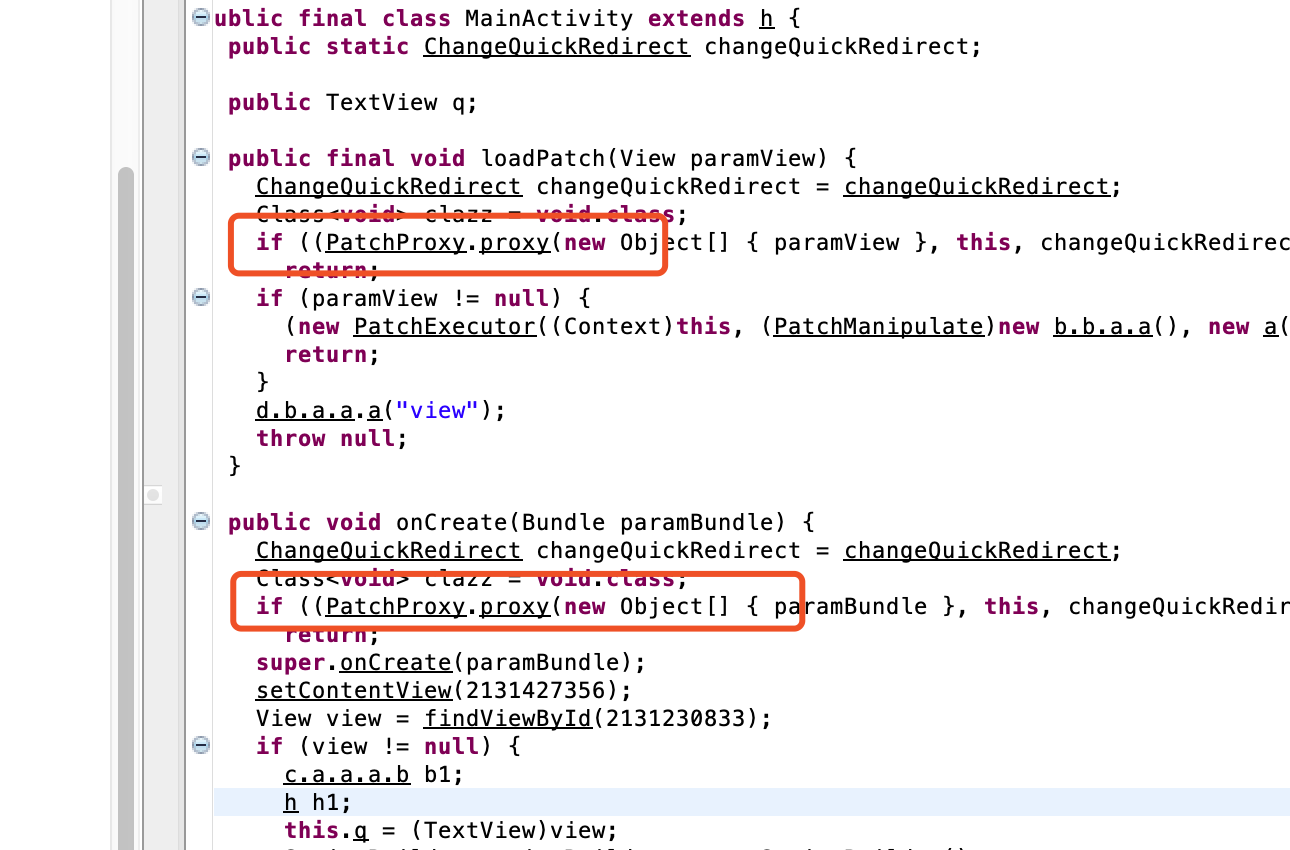 ublic final class MainActivity extends h {
public static ChangeQuickRedirect changeQuickRedirect;
public TextView q;
public final void loadPatch(View paramView) {
ChangeQuickRedirect changeQuickRedirect = changeQuickRedirect;
Class<void> clazz = void.class;
if ((PatchProxy.proxy(new Object[] { paramView }, this, changeQuickRedirec
return;
if (paramView != null) {
(new PatchExecutor((Context)this, (PatchManipulate)new b.b.a.a(), new a(
return;
}
d.b.a.a.a("view");
throw null;
}
public void onCreate(Bundle paramBundle) {
ChangeQuickRedirect changeQuickRedirect = changeQuickRedirect;
Class<void> clazz = void.class;
if ((PatchProxy.proxy(new Object[] { paramBundle }, this, changeQuickRedir
return;
super.onCreate(paramBundle);
setContentView(2131427356);
View view = findViewById(2131230833);
if (view != null) {
c.a.a.a.b b1;
h h1;
this.q = (TextView)view;